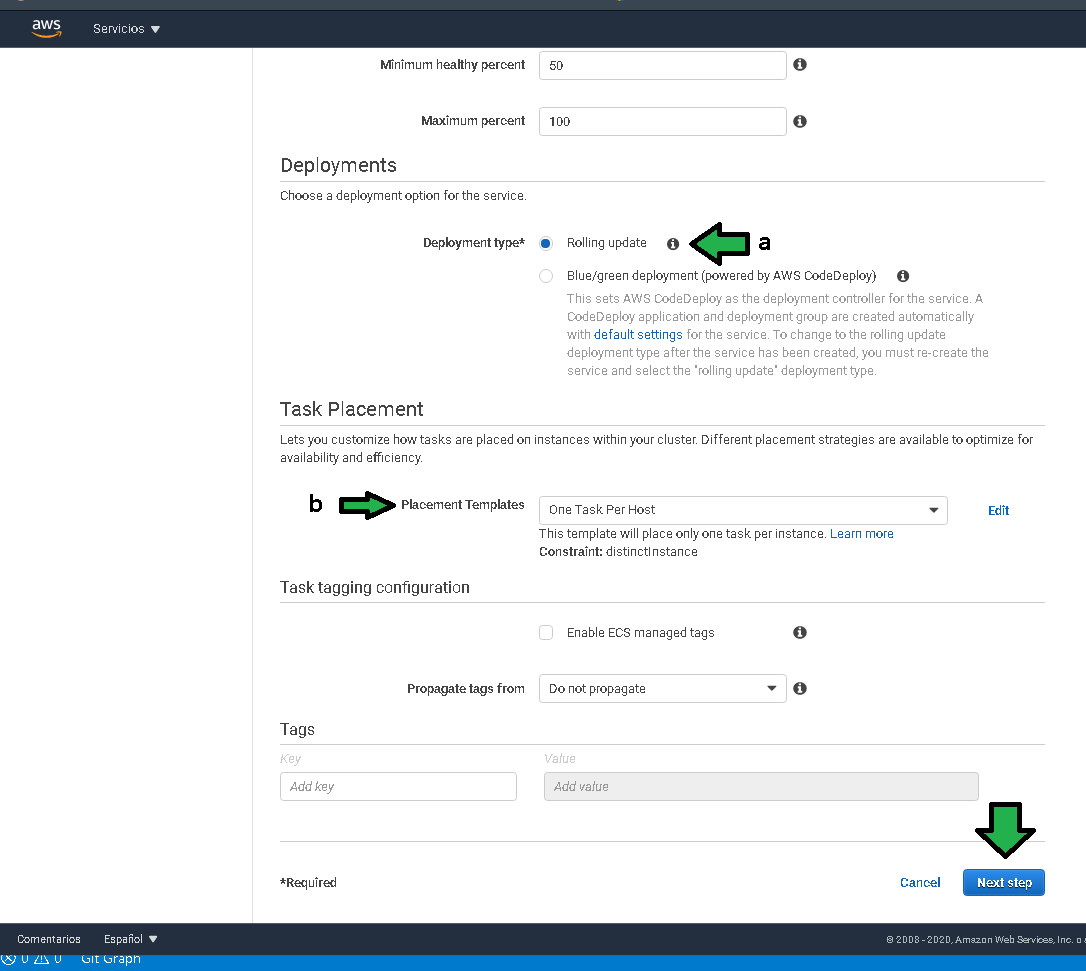 aws
Servicios
Minimum healthy percent 50
Maximum percent 100
Deployments
Choose a deployment option for the service.
Deployment type* Rolling update a
Blue/green deployment (powered by AWS CodeDeploy)
This sets AWS CodeDeploy as the deployment controller for the service. A
CodeDeploy application and deployment group are created automatically
with default settings for the service. To change to the rolling update
deployment type after the service has been created, you must re-create the
service and select the "rolling update" deployment type.
Task Placement
Lets you customize how tasks are placed on instances within your cluster. Different placement strategies are available to optimize for
availability and efficiency.
b Placement Templates One Task Per Host Edit
This template will place only one task per instance. Learn more
Constraint: distinctInstance
Task tagging configuration
Enable ECS managed tags
Propagate tags from Do not propagate
Tags
Key Value
Add key Add value
*Required Cancel Next step
Comentarios Español © 2008 - 2020, Amazon Web Services, Inc. o
0 0 Git Graph